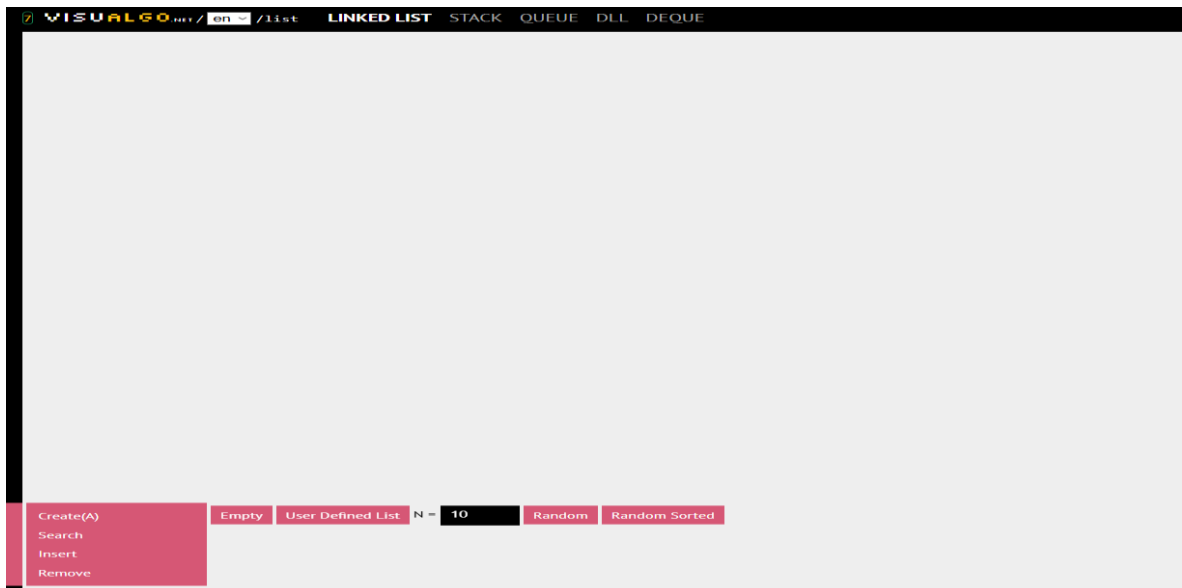 7 VISUALGO.NET/ en /list LINKED LIST STACK QUEUE DLL DEQUE
Create(A) Empty User Defined List N = 10 Random Random Sorted
Search
Insert
Remove